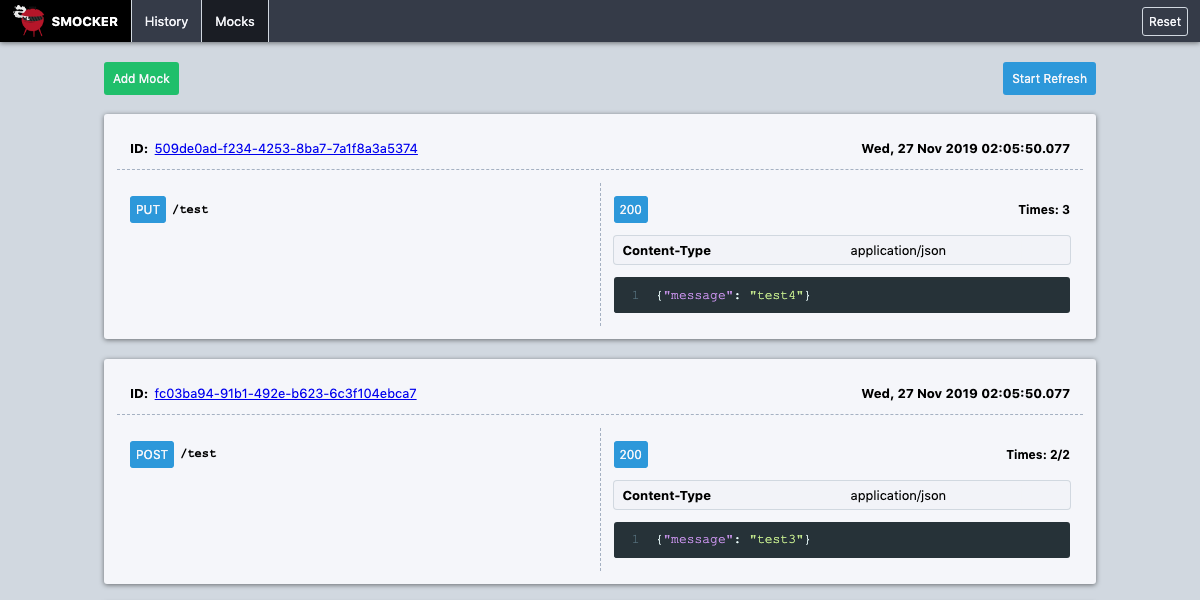 SMOCKER History Mocks Reset
Add Mock Start Refresh
ID: 509de0ad-f234-4253-8ba7-7a1f8a3a5374 Wed, 27 Nov 2019 02:05:50.077
PUT /test 200 Times: 3
Content-Type application/json
1 {"message": "test4"}
ID: fc03ba94-91b1-492e-b623-6c3f104ebca7 Wed, 27 Nov 2019 02:05:50.077
POST /test 200 Times: 2/2
Content-Type application/json
1 {"message": "test3"}